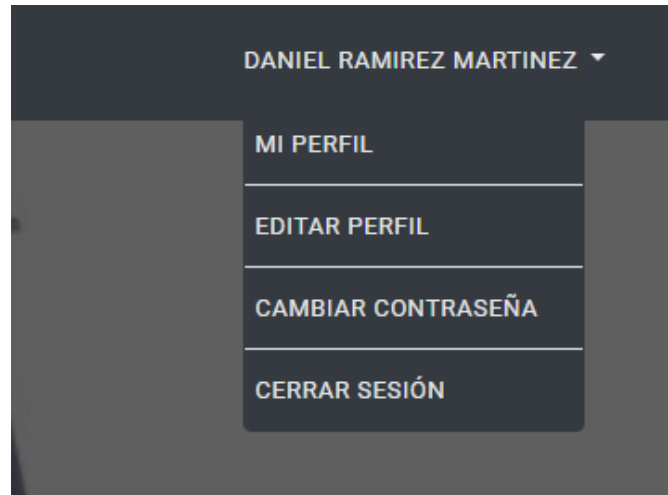 DANIEL RAMIREZ MARTINEZ
MI PERFIL
EDITAR PERFIL
CAMBIAR CONTRASEÑA
CERRAR SESIÓN